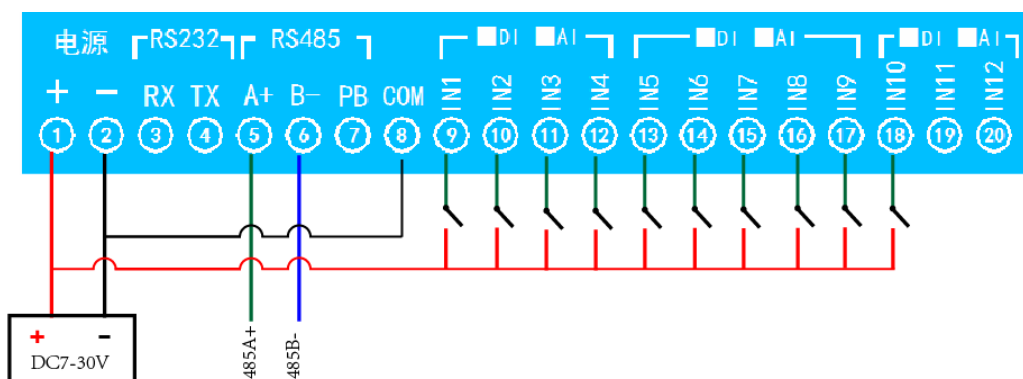 电源 RS232 RS485 DI AI DI AI DI AI
+ - RX TX A+ B- PB COM IN1 IN2 IN3 IN4 IN5 IN6 IN7 IN8 IN9 IN10 IN11 IN12
1 2 3 4 5 6 7 8 9 10 11 12 13 14 15 16 17 18 19 20
+ -
DC7-30V
485A+
485B-